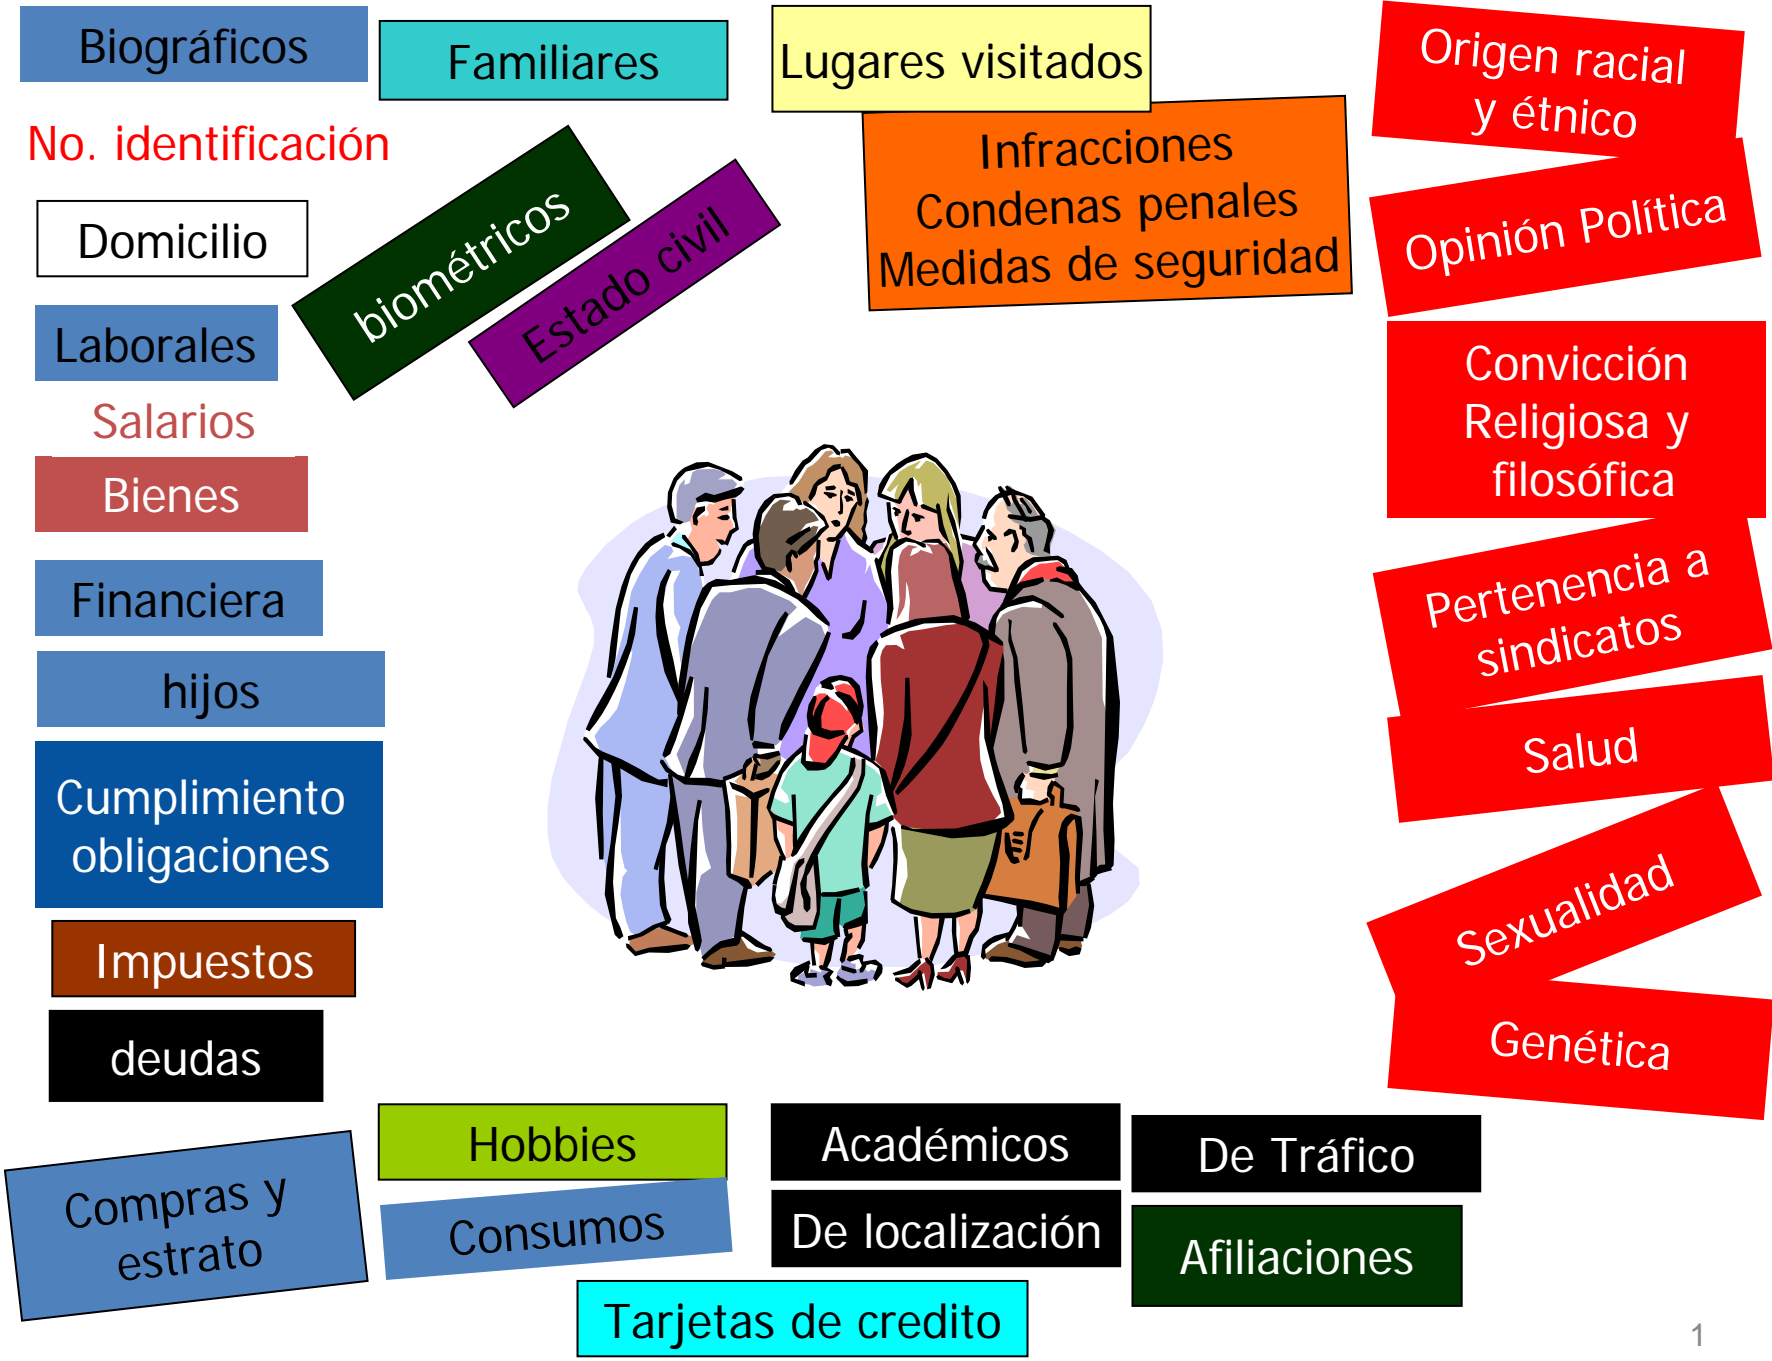 Biográficos
Familiares
Lugares visitados
Origen racial
y étnico
No. identificación
biométricos
Estado civil
Infracciones
Condenas penales
Medidas de seguridad
Opinión Política
Domicilio
Laborales
Salarios
Bienes
Financiera
hijos
Cumplimiento
obligaciones
Impuestos
deudas
Convicción
Religiosa y
filosófica
Pertenencia a
sindicatos
Salud
Sexualidad
Genética
Compras y
estrato
Hobbies
Consumos
Académicos
De localización
De Tráfico
Afiliaciones
Tarjetas de credito
1